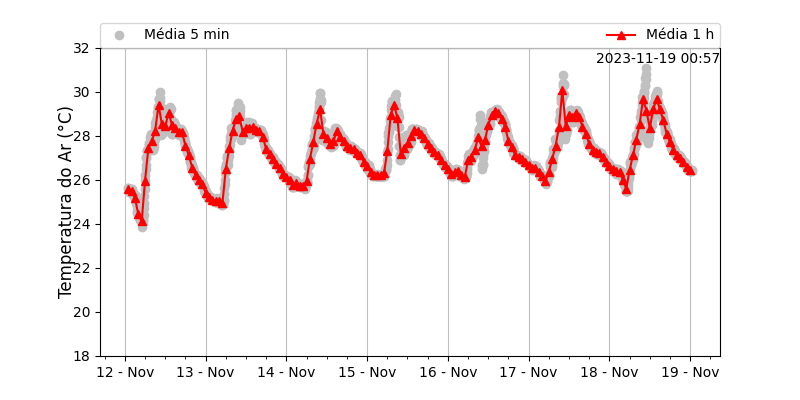 Média 5 min
Média 1 h
2023-11-19 00:57
Temperatura do Ar (°C)
32
30
28
26
24
22
20
18
12 - Nov
13 - Nov
14 - Nov
15 - Nov
16 - Nov
17 - Nov
18 - Nov
19 - Nov